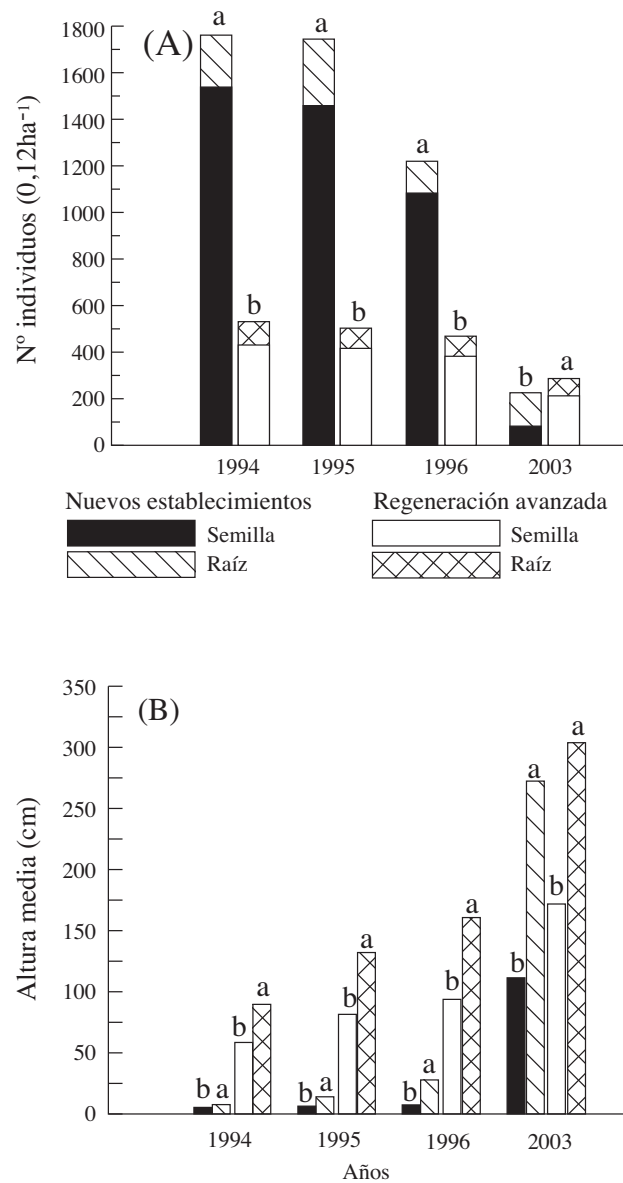 (A)
Nº individuos (0,12ha⁻¹)
1800
1600
1400
1200
1000
800
600
400
200
0
a
b
a
b
a
b
b
a
1994
1995
1996
2003
Nuevos establecimientos
Regeneración avanzada
Semilla
Semilla
Raíz
Raíz
(B)
Altura media (cm)
350
300
250
200
150
100
50
0
b
a
b
a
b
a
b
a
b
a
b
a
b
a
b
a
1994
1995
1996
2003
Años